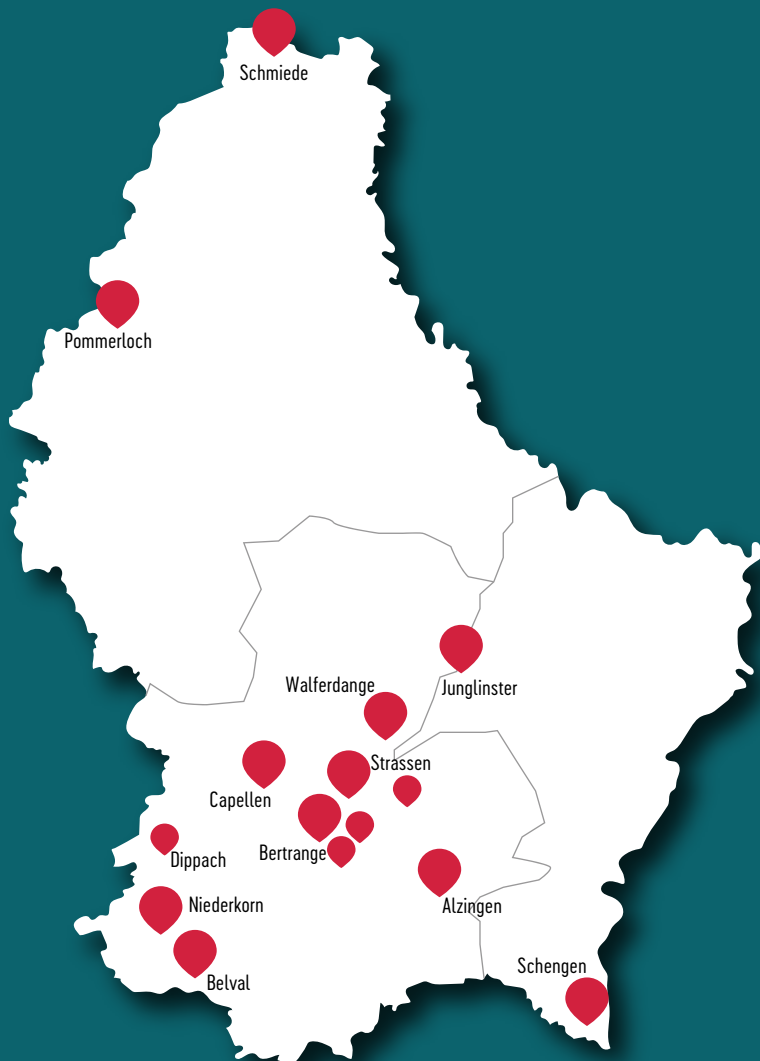 Schmiede
Pommerloch
Walferdange
Junglinster
Strassen
Capellen
Bertrange
Dippach
Niederkorn
Alzingen
Schengen
Belval